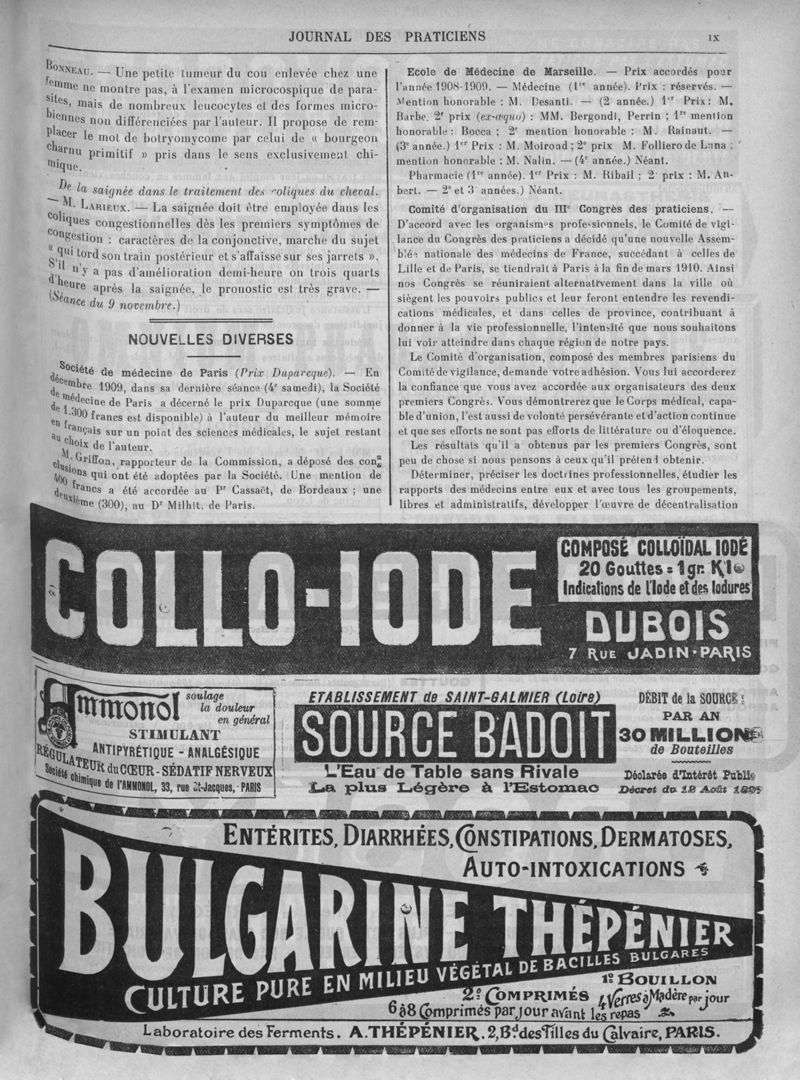 JOURNAL DES PRATICIENS
IX
BONNEAU. — Une petite tumeur du cou enlevée chez une
femme ne montre pas, à l'examen microcospique de para-
sites, mais de nombreux leucocytes et des formes micro-
biennes non différenciées par l'auteur. Il propose de rem-
placer le mot de botryomycome par celui de « bourgeon
charnu primitif » pris dans le sens exclusivement chi-
mique.
De la saignée dans le traitement des coliques du cheval.
— M. LARIEUX. — La saignée doit être employée dans les
coliques congestionnelles dès les premiers symptômes de
congestion : caractères de la conjonctive, marche du sujet
« qui tord son train postérieur et s'affaisse sur ses jarrets ».
S'il n'y a pas d'amélioration demi-heure on trois quarts
d'heure après la saignée, le pronostic est très grave. —
(Séance du 9 novembre.)
NOUVELLES DIVERSES
Société de médecine de Paris (Prix Duparcque). — En
décembre 1909, dans sa dernière séance (4e samedi), la Société
de médecine de Paris a décerné le prix Duparcque (une somme
de 1.300 francs est disponible) à l'auteur du meilleur mémoire
en français sur un point des sciences médicales, le sujet restant
au choix de l'auteur.
M. Griffon, rapporteur de la Commission, a déposé des con-
clusions qui ont été adoptées par la Société. Une mention de
400 francs a été accordée au Pr Cassaët, de Bordeaux ; une
deuxième (300), au Dr Milhit, de Paris.
Ecole de Médecine de Marseille. — Prix accordés pour
l'année 1908-1909. — Médecine (1re année). Prix : réservés. —
Mention honorable : M. Desanti. — (2e année.) 1er Prix : M.
Barbe. 2e prix (ex-æquo) : MM. Bergondi, Perrin ; 1re mention
honorable : Bocca ; 2e mention honorable : M. Rainaut. —
(3e année.) 1er Prix : M. Moiroad ; 2e prix M. Folliero de Luna ;
mention honorable : M. Nalin. — (4e année.) Néant.
Pharmacie (1re année). 1er Prix : M. Ribail ; 2e prix : M. Au-
bert. — 2e et 3e années.) Néant.
Comité d'organisation du IIIe Congrès des praticiens. —
D'accord avec les organismes professionnels, le Comité de vigi-
lance du Congrès des praticiens a décidé qu'une nouvelle Assem-
blée nationale des médecins de France, succédant à celles de
Lille et de Paris, se tiendrait à Paris à la fin de mars 1910. Ainsi
nos Congrès se réuniraient alternativement dans la ville où
siègent les pouvoirs publics et leur feront entendre les revendi-
cations médicales, et dans celles de province, contribuant à
donner à la vie professionnelle, l'intensité que nous souhaitons
lui voir atteindre dans chaque région de notre pays.
Le Comité d'organisation, composé des membres parisiens du
Comité de vigilance, demande votre adhésion. Vous lui accorderez
la confiance que vous avez accordée aux organisateurs des deux
premiers Congrès. Vous démontrerez que le Corps médical, capa-
ble d'union, l'est aussi de volonté persévérante et d'action continue
et que ses efforts ne sont pas efforts de littérature ou d'éloquence.
Les résultats qu'il a obtenus par les premiers Congrès, sont
peu de chose si nous pensons à ceux qu'il prétend obtenir.
Déterminer, préciser les doctrines professionnelles, étudier les
rapports des médecins entre eux et avec tous les groupements,
libres et administratifs, développer l'œuvre de décentralisation
COLLO-IODE
COMPOSÉ COLLOÏDAL IODÉ
20 Gouttes = 1 gr. KI
Indications de l'Iode et des Iodures
DUBOIS
7 RUE JADIN-PARIS
Ammonol
soulage
la douleur
en général
STIMULANT
ANTIPYRÉTIQUE - ANALGÉSIQUE
RÉGULATEUR du CŒUR - SÉDATIF NERVEUX
Société chimique de l'AMMONOL, 33, rue St-Jacques, PARIS
ETABLISSEMENT de SAINT-GALMIER (Loire)
SOURCE BADOIT
L'Eau de Table sans Rivale
La plus Légère à l'Estomac
DÉBIT de la SOURCE :
PAR AN
30 MILLIONS
de Bouteilles
Déclarée d'Intérêt Public
Décret du 12 Août 1897
ENTÉRITES, DIARRHÉES, CONSTIPATIONS, DERMATOSES,
AUTO-INTOXICATIONS
BULGARINE THÉPÉNIER
CULTURE PURE EN MILIEU VÉGÉTAL DE BACILLES BULGARES
1º BOUILLON
4 Verres à Madère par jour
2º COMPRIMÉS
6 à 8 Comprimés par jour avant les repas
Laboratoire des Ferments. A. THÉPÉNIER. 2, Bd. des Filles du Calvaire, PARIS.